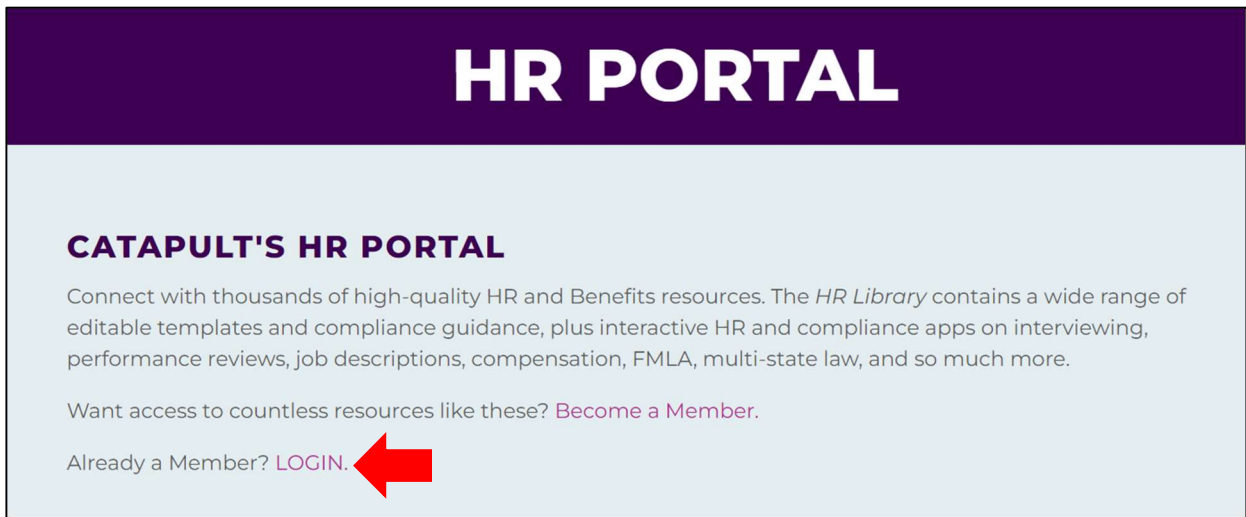 HR PORTAL
CATAPULT'S HR PORTAL
Connect with thousands of high-quality HR and Benefits resources. The HR Library contains a wide range of
editable templates and compliance guidance, plus interactive HR and compliance apps on interviewing,
performance reviews, job descriptions, compensation, FMLA, multi-state law, and so much more.
Want access to countless resources like these? Become a Member.
Already a Member? LOGIN.